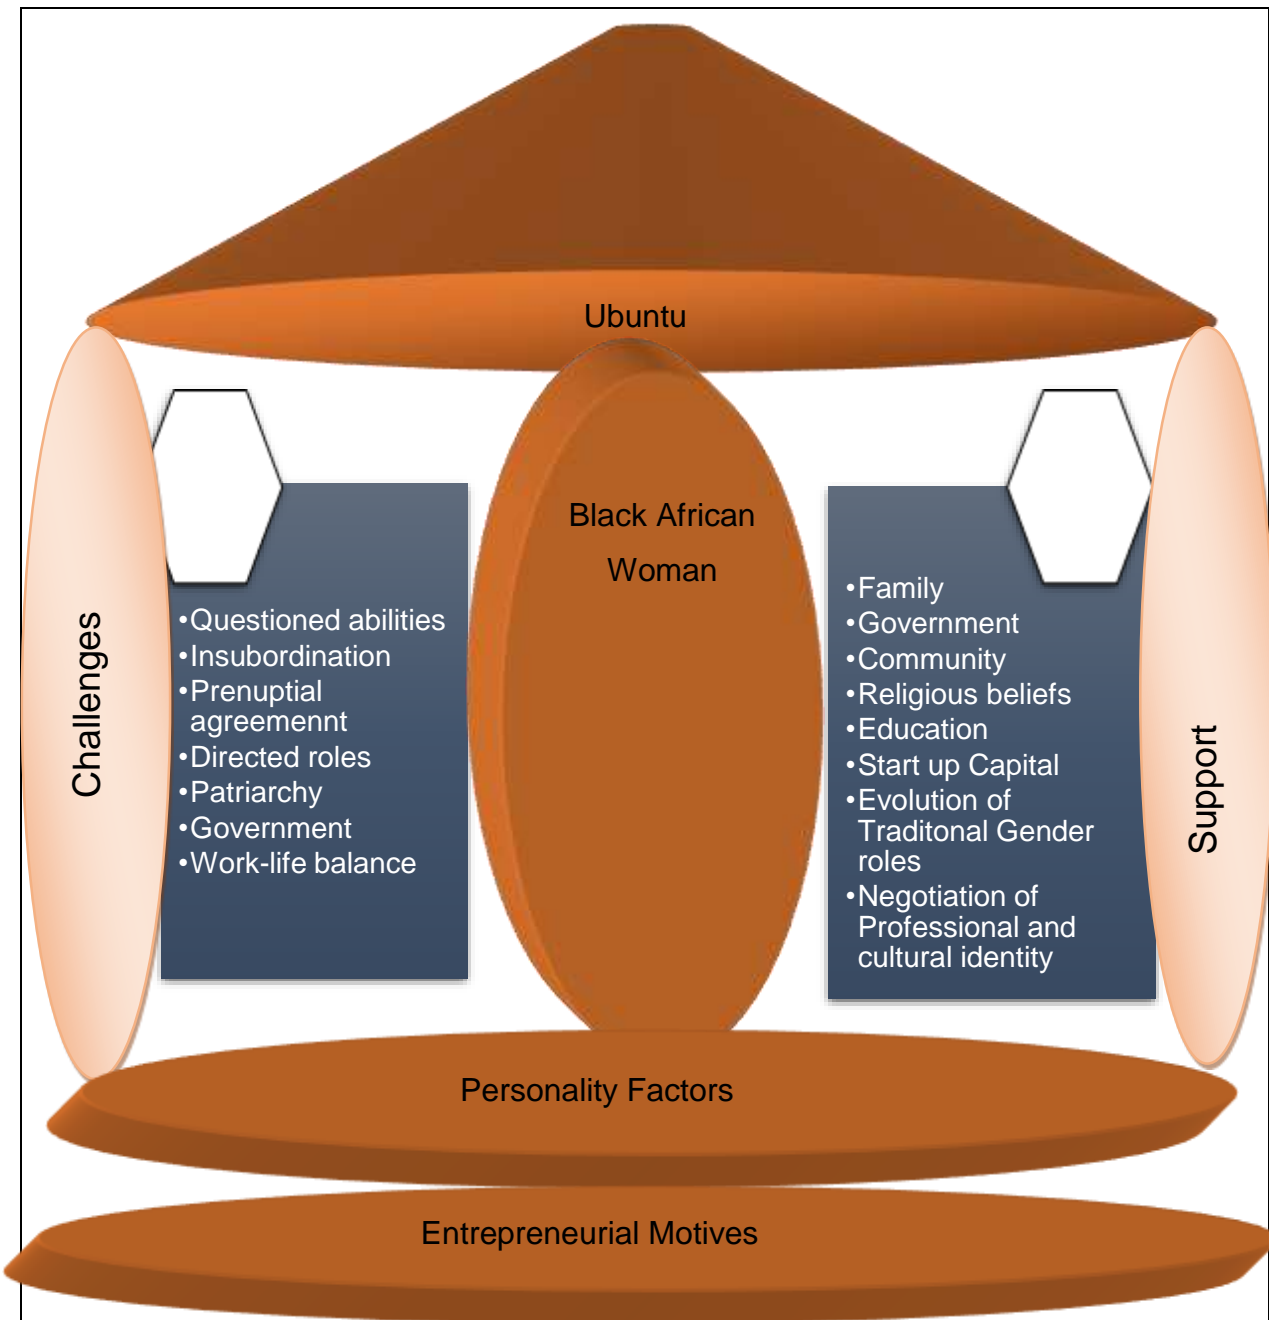 Ubuntu
Black African
Woman
Challenges
•Questioned abilities
•Insubordination
•Prenuptial
agreemennt
•Directed roles
•Patriarchy
•Government
•Work-life balance
•Family
•Government
•Community
•Religious beliefs
•Education
•Start up Capital
•Evolution of
Traditonal Gender
roles
•Negotiation of
Professional and
cultural identity
Support
Personality Factors
Entrepreneurial Motives